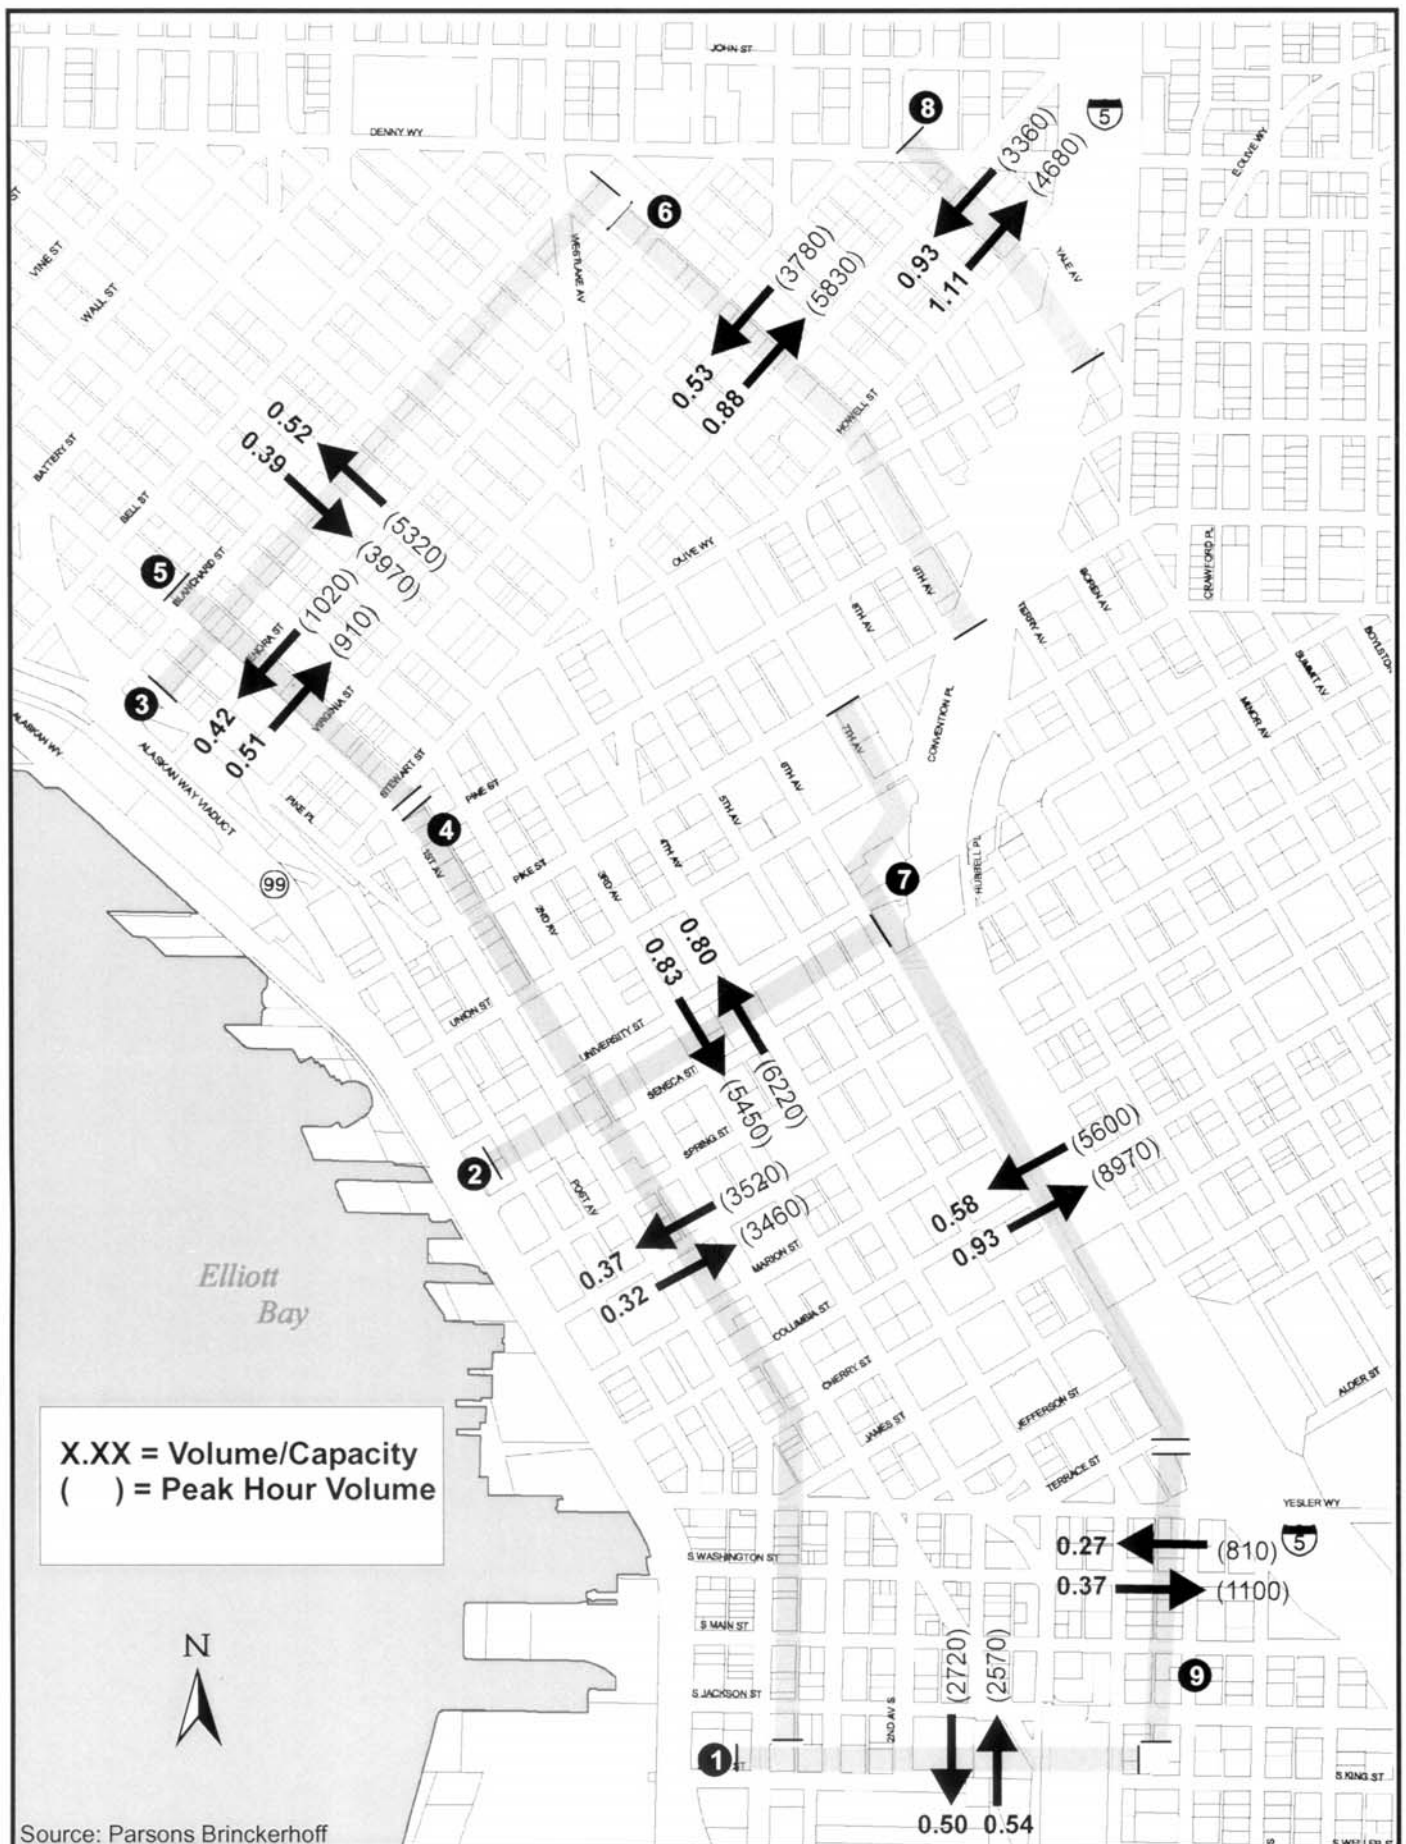 JOHN ST
DENNY WY
8
5
(3360)
(4680)
E OLIVE WY
ST
VINE ST
WALL ST
WESTLAKE AV
6
(3780)
(5830)
0.93
1.11
YALE AV
0.53
0.88
HOWELL ST
0.52
0.39
BATTERY ST
BELL ST
(5320)
(3970)
(1020)
(910)
5
BLANCHARD ST
OLIVE WY
9TH AV
8TH AV
TERRY AV
BOREN AV
CRAWFORD PL
BOYLSTON
SUMMIT AV
MINOR AV
3
VIRGINIA ST
0.42
0.51
ALASKAN WY
ALASKAN WAY VIADUCT
PINE PL
STEWART ST
PINE ST
7TH AV
CONVENTION PL
6TH AV
5TH AV
4TH AV
4
1ST AV
PIKE ST
3RD AV
2ND AV
99
7
HUBBELL PL
0.80
0.83
UNION ST
UNIVERSITY ST
SENECA ST
SPRING ST
(6220)
(5450)
2
POST AV
(3520)
(3460)
0.37
0.32
MARION ST
COLUMBIA ST
CHERRY ST
JAMES ST
JEFFERSON ST
TERRACE ST
ALDER ST
(5600)
(8970)
0.58
0.93
Elliott
Bay
X.XX = Volume/Capacity
( ) = Peak Hour Volume
YESLER WY
5
S WASHINGTON ST
0.27
(810)
0.37
(1100)
S MAIN ST
S JACKSON ST
2ND AV S
(2720)
(2570)
9
N
1
ST
S KING ST
0.50
0.54
Source: Parsons Brinckerhoff